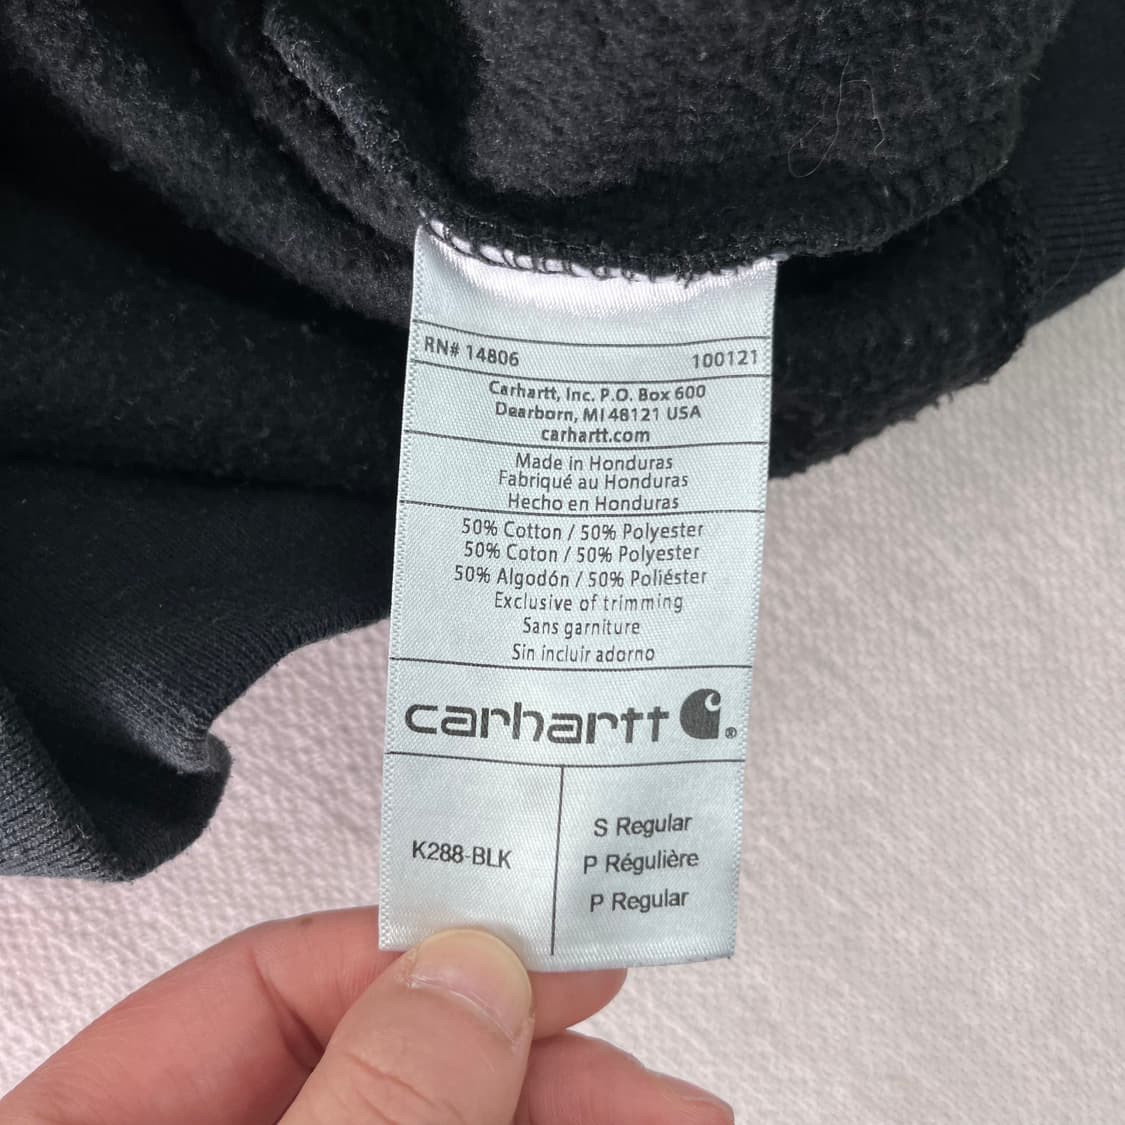 RN# 14806 100121
Carhartt, Inc. P.O. Box 600
Dearborn, MI 48121 USA
carhartt.com
Made in Honduras
Fabriqué au Honduras
Hecho en Honduras
50% Cotton / 50% Polyester
50% Coton / 50% Polyester
50% Algodón / 50% Poliéster
Exclusive of trimming
Sans garniture
Sin incluir adorno
carhartt ®
K288-BLK
S Regular
P Régulière
P Regular